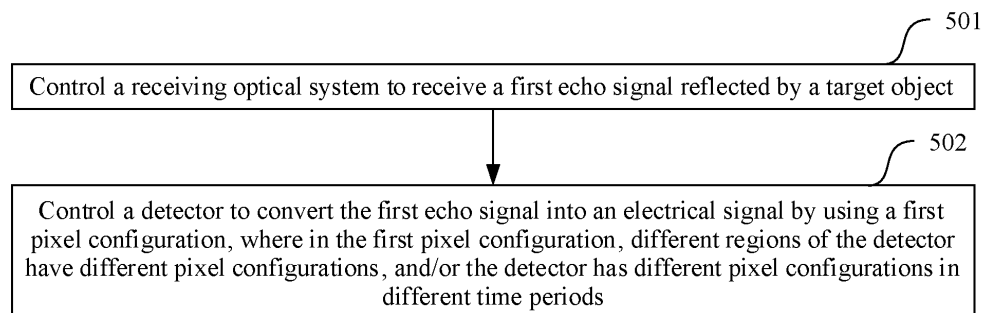 501
Control a receiving optical system to receive a first echo signal reflected by a target object
502
Control a detector to convert the first echo signal into an electrical signal by using a first
pixel configuration, where in the first pixel configuration, different regions of the detector
have different pixel configurations, and/or the detector has different pixel configurations in
different time periods